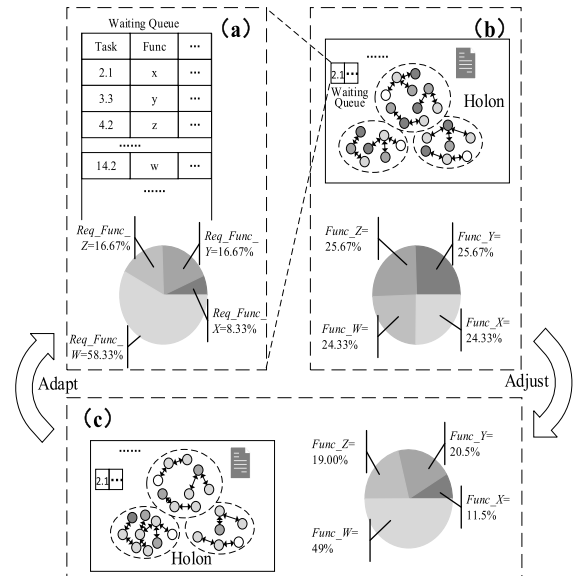 (a)
Waiting Queue
Task Func ...
2.1 x ...
3.3 y ...
4.2 z ...
......
14.2 w ...
......
Req_Func_
Z=16.67%
Req_Func_
Y=16.67%
Req_Func_
X=8.33%
Req_Func_
W=58.33%
(b)
......
2.1 ...
Waiting
Queue
Holon
Func_Z=
25.67%
Func_Y=
25.67%
Func_W=
24.33%
Func_X=
24.33%
Adapt
Adjust
(c)
......
2.1 ...
Holon
Func_Z=
19.00%
Func_Y=
20.5%
Func_X=
11.5%
Func_W=
49%